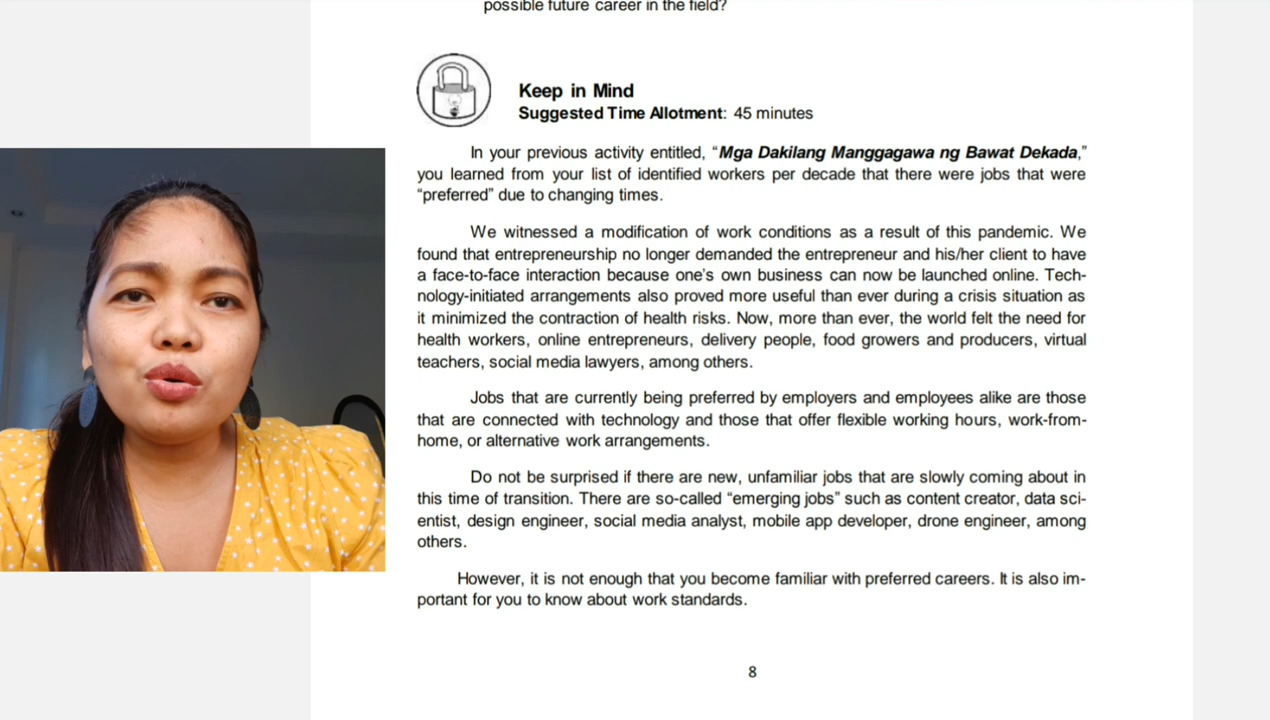 possible future career in the field?
Keep in Mind
Suggested Time Allotment: 45 minutes
In your previous activity entitled, “Mga Dakilang Manggagawa ng Bawat Dekada,”
you learned from your list of identified workers per decade that there were jobs that were
“preferred” due to changing times.
We witnessed a modification of work conditions as a result of this pandemic. We
found that entrepreneurship no longer demanded the entrepreneur and his/her client to have
a face-to-face interaction because one’s own business can now be launched online. Tech-
nology-initiated arrangements also proved more useful than ever during a crisis situation as
it minimized the contraction of health risks. Now, more than ever, the world felt the need for
health workers, online entrepreneurs, delivery people, food growers and producers, virtual
teachers, social media lawyers, among others.
Jobs that are currently being preferred by employers and employees alike are those
that are connected with technology and those that offer flexible working hours, work-from-
home, or alternative work arrangements.
Do not be surprised if there are new, unfamiliar jobs that are slowly coming about in
this time of transition. There are so-called “emerging jobs” such as content creator, data sci-
entist, design engineer, social media analyst, mobile app developer, drone engineer, among
others.
However, it is not enough that you become familiar with preferred careers. It is also im-
portant for you to know about work standards.
8